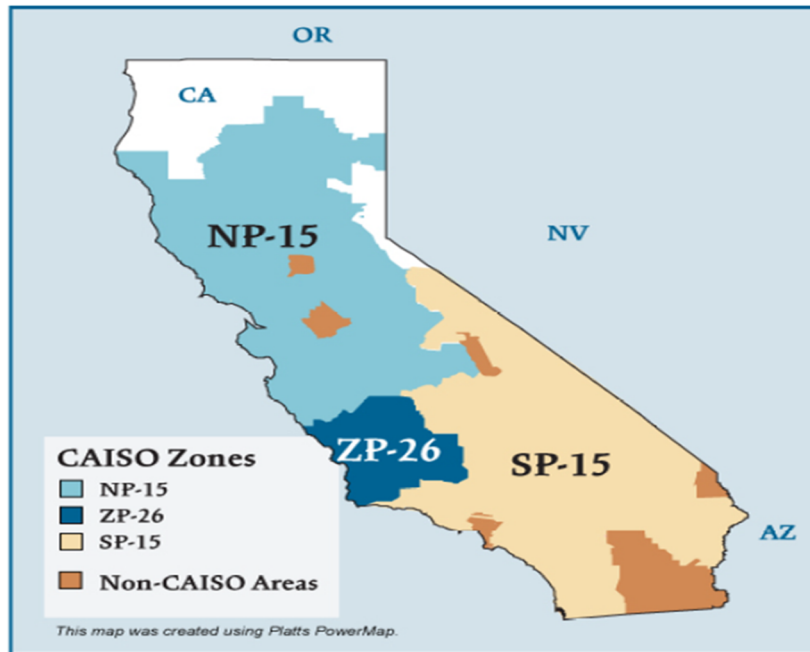 OR
CA
NP-15
NV
ZP-26
SP-15
AZ
CAISO Zones
NP-15
ZP-26
SP-15
Non-CAISO Areas
This map was created using Platts PowerMap.